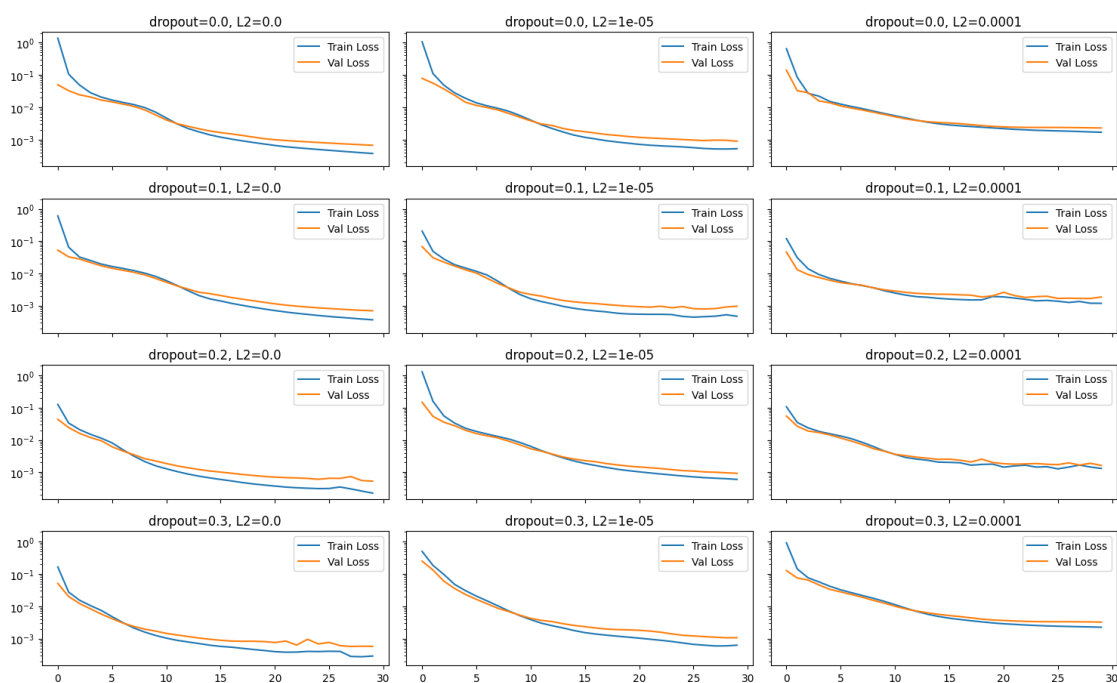 dropout=0.0, L2=0.0 dropout=0.0, L2=1e-05 dropout=0.0, L2=0.0001
10⁰ Train Loss Train Loss Train Loss
Val Loss Val Loss Val Loss
10⁻¹
10⁻²
10⁻³
dropout=0.1, L2=0.0 dropout=0.1, L2=1e-05 dropout=0.1, L2=0.0001
10⁰ Train Loss Train Loss Train Loss
Val Loss Val Loss Val Loss
10⁻¹
10⁻²
10⁻³
dropout=0.2, L2=0.0 dropout=0.2, L2=1e-05 dropout=0.2, L2=0.0001
10⁰ Train Loss Train Loss Train Loss
Val Loss Val Loss Val Loss
10⁻¹
10⁻²
10⁻³
dropout=0.3, L2=0.0 dropout=0.3, L2=1e-05 dropout=0.3, L2=0.0001
10⁰ Train Loss Train Loss Train Loss
Val Loss Val Loss Val Loss
10⁻¹
10⁻²
10⁻³
0 5 10 15 20 25 30 0 5 10 15 20 25 30 0 5 10 15 20 25 30